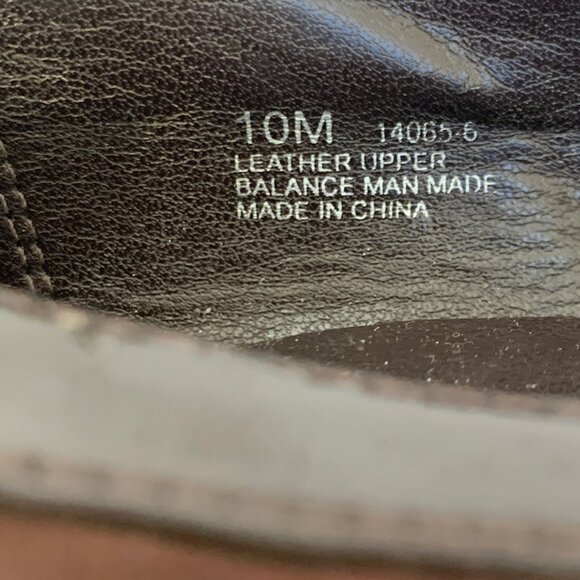 10M 14065-6
LEATHER UPPER
BALANCE MAN MADE
MADE IN CHINA